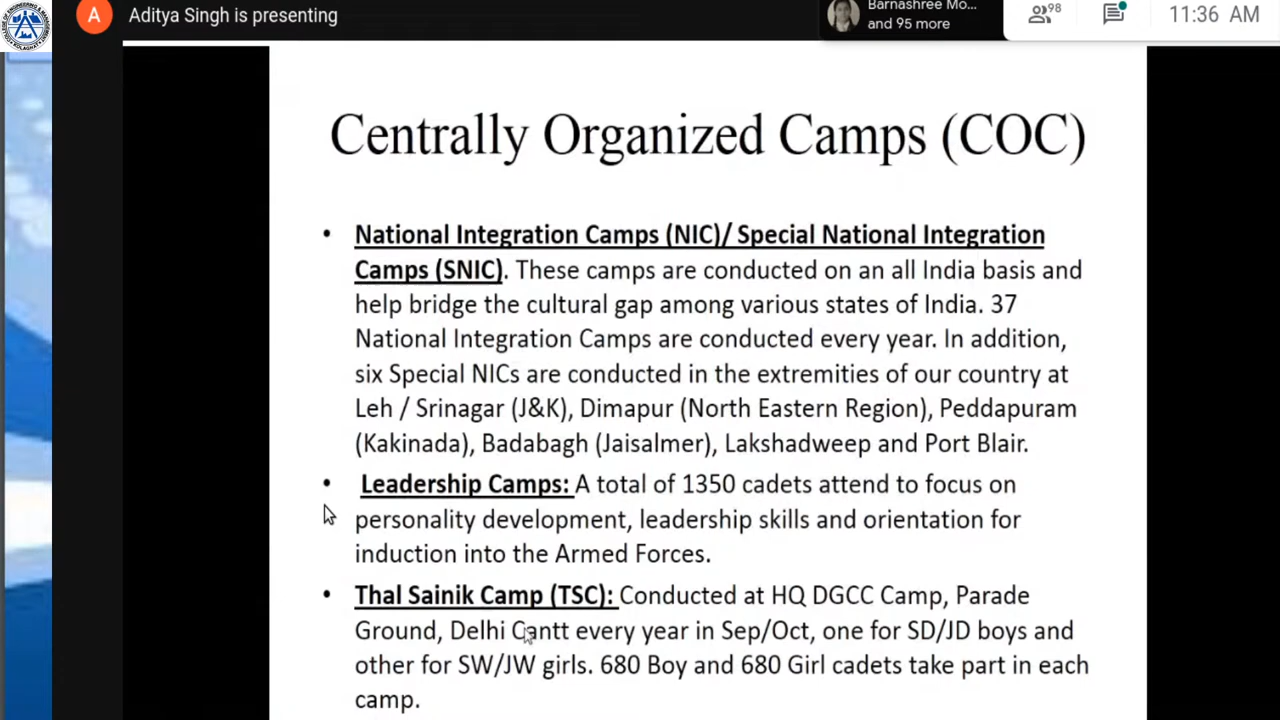 A Aditya Singh is presenting
Barnashree Mo...
and 95 more
98
11:36 AM
Centrally Organized Camps (COC)
• National Integration Camps (NIC)/ Special National Integration
Camps (SNIC). These camps are conducted on an all India basis and
help bridge the cultural gap among various states of India. 37
National Integration Camps are conducted every year. In addition,
six Special NICs are conducted in the extremities of our country at
Leh / Srinagar (J&K), Dimapur (North Eastern Region), Peddapuram
(Kakinada), Badabagh (Jaisalmer), Lakshadweep and Port Blair.
• Leadership Camps: A total of 1350 cadets attend to focus on
personality development, leadership skills and orientation for
induction into the Armed Forces.
• Thal Sainik Camp (TSC): Conducted at HQ DGCC Camp, Parade
Ground, Delhi Cantt every year in Sep/Oct, one for SD/JD boys and
other for SW/JW girls. 680 Boy and 680 Girl cadets take part in each
camp.